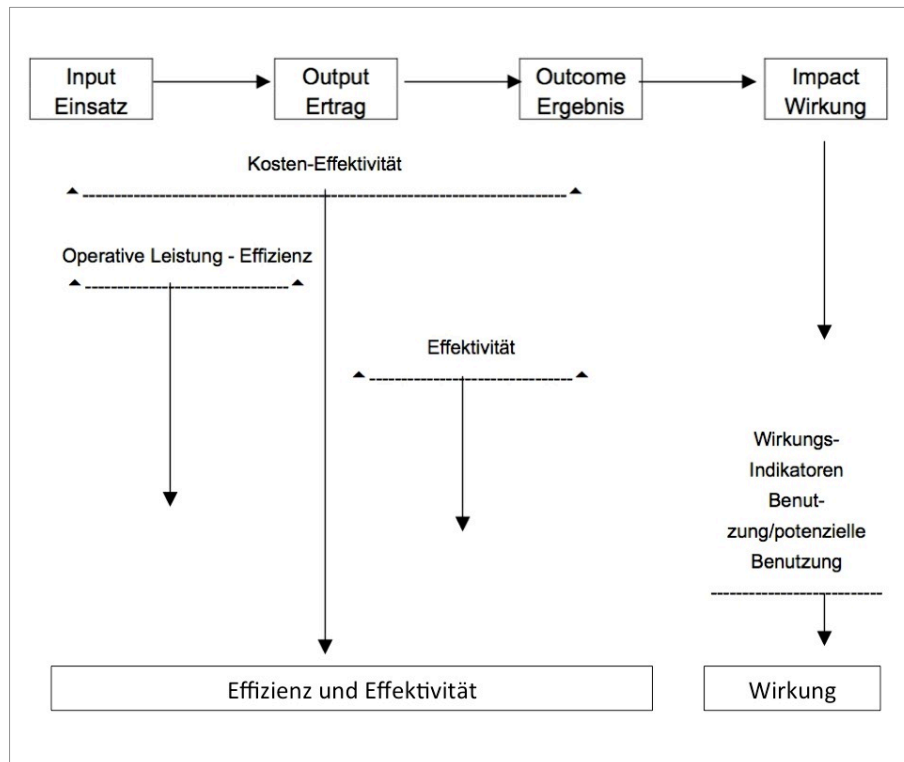 Input
Einsatz
Output
Ertrag
Outcome
Ergebnis
Impact
Wirkung
Kosten-Effektivität
Operative Leistung - Effizienz
Effektivität
Wirkungs-
Indikatoren
Benut-
zung/potenzielle
Benutzung
Effizienz und Effektivität
Wirkung